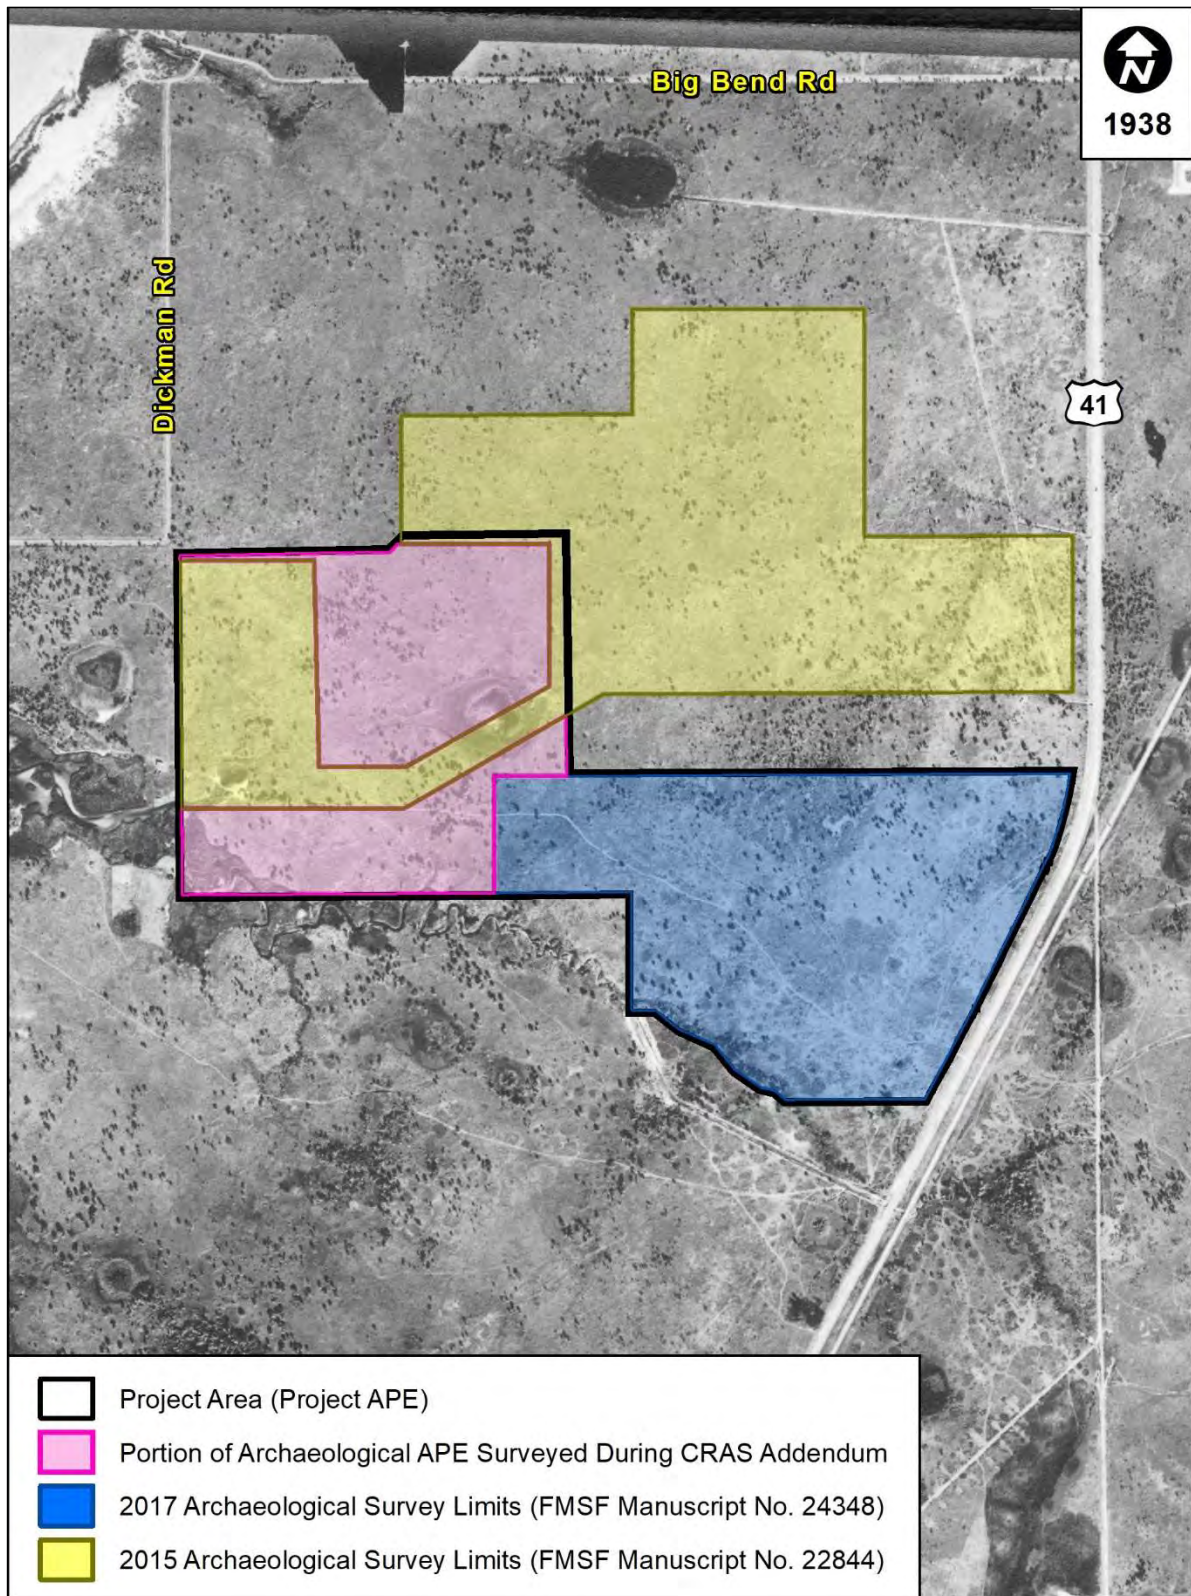 N
1938
Big Bend Rd
Dickman Rd
41
Project Area (Project APE)
Portion of Archaeological APE Surveyed During CRAS Addendum
2017 Archaeological Survey Limits (FMSF Manuscript No. 24348)
2015 Archaeological Survey Limits (FMSF Manuscript No. 22844)